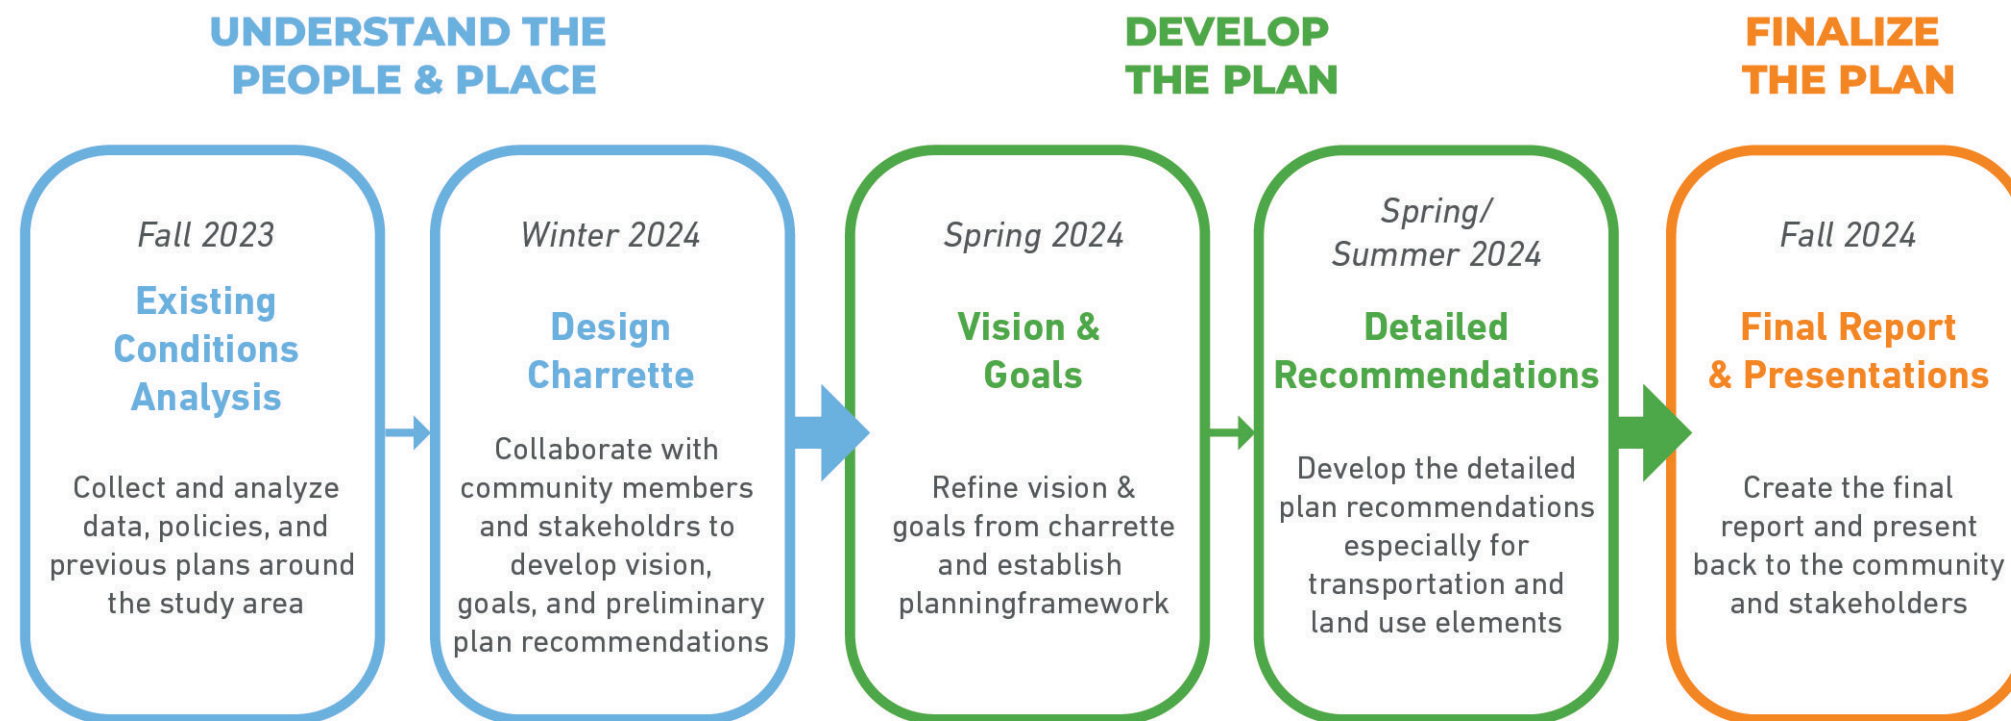 UNDERSTAND THE
PEOPLE & PLACE
DEVELOP
THE PLAN
FINALIZE
THE PLAN
Fall 2023
Existing
Conditions
Analysis
Collect and analyze
data, policies, and
previous plans around
the study area
Winter 2024
Design
Charrette
Collaborate with
community members
and stakeholdrs to
develop vision,
goals, and preliminary
plan recommendations
Spring 2024
Vision &
Goals
Refine vision &
goals from charrette
and establish
planningframework
Spring/
Summer 2024
Detailed
Recommendations
Develop the detailed
plan recommendations
especially for
transportation and
land use elements
Fall 2024
Final Report
& Presentations
Create the final
report and present
back to the community
and stakeholders